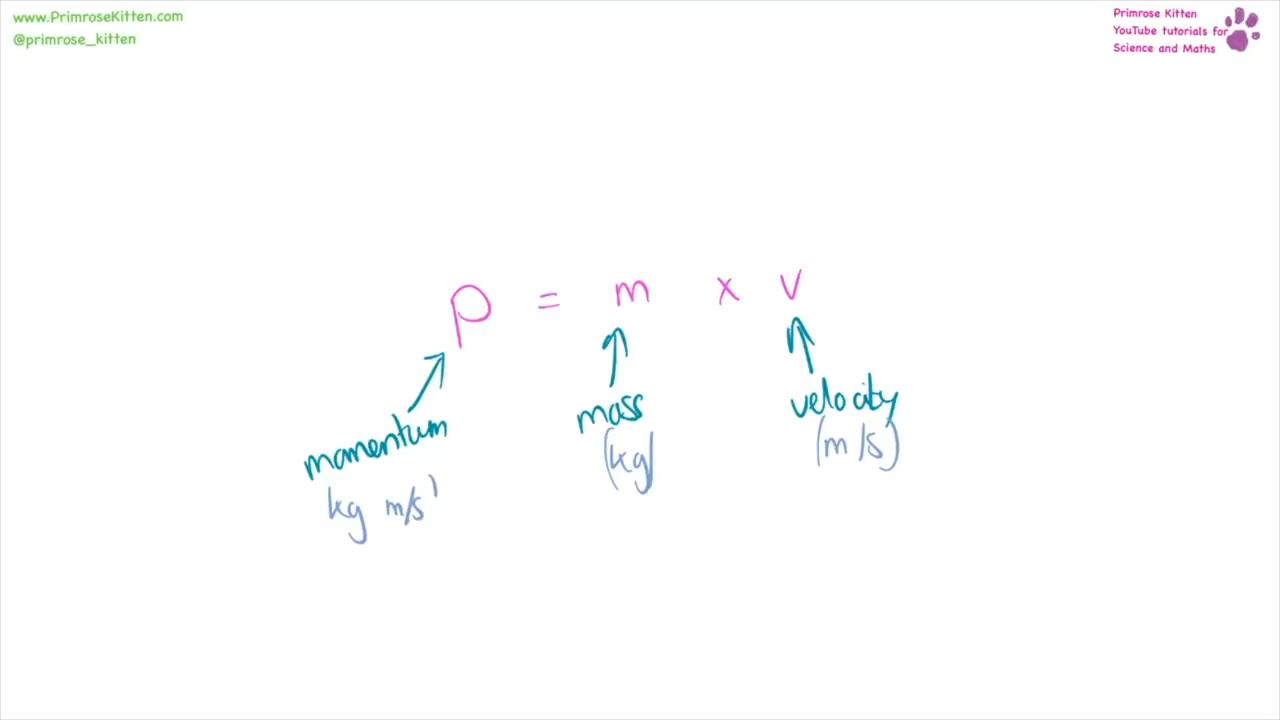 www.PrimroseKitten.com
@primrose_kitten
Primrose Kitten
YouTube tutorials for
Science and Maths
p = m x v
momentum
kg m/s
mass
(kg)
velocity
(m/s)